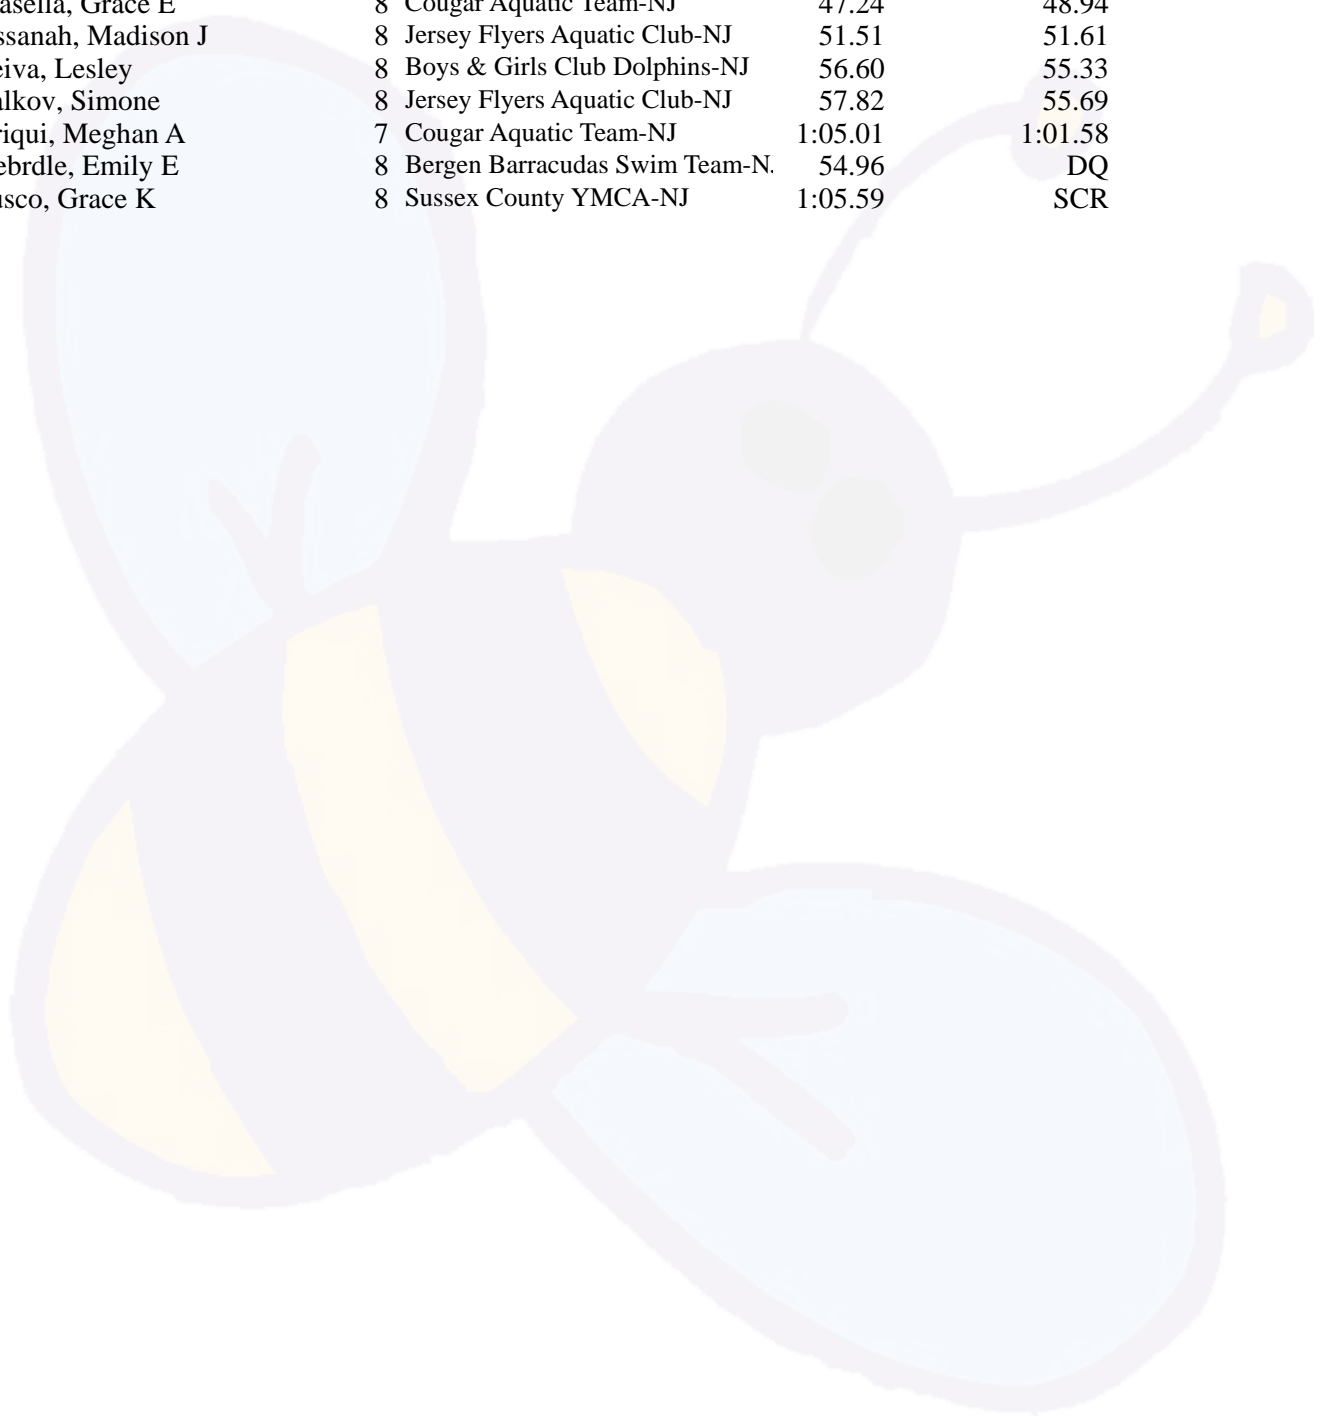 asella, Grace E 8 Cougar Aquatic Team-NJ 47.24 48.94
ssanah, Madison J 8 Jersey Flyers Aquatic Club-NJ 51.51 51.61
eiva, Lesley 8 Boys & Girls Club Dolphins-NJ 56.60 55.33
alkov, Simone 8 Jersey Flyers Aquatic Club-NJ 57.82 55.69
riqui, Meghan A 7 Cougar Aquatic Team-NJ 1:05.01 1:01.58
ebrdle, Emily E 8 Bergen Barracudas Swim Team-N. 54.96 DQ
usco, Grace K 8 Sussex County YMCA-NJ 1:05.59 SCR